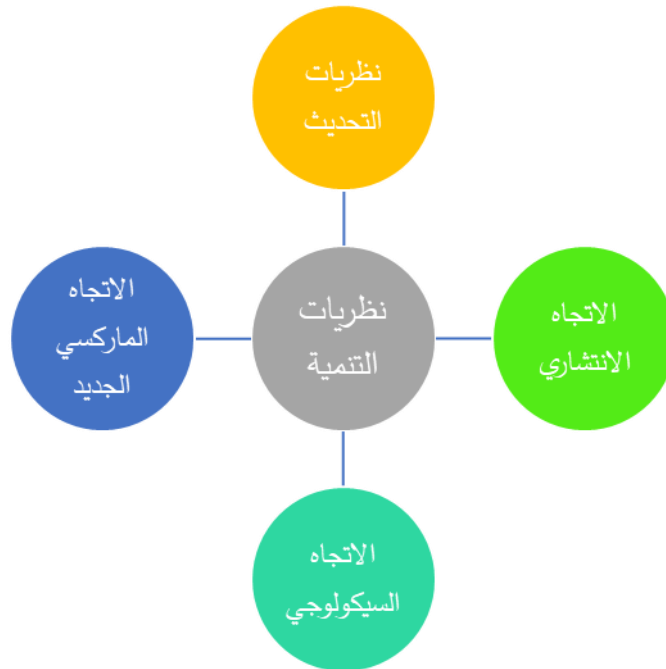 نظريات
التحديث
الاتجاه
الانتشاري
نظريات
التنمية
الاتجاه
الماركسي
الجديد
الاتجاه
السيكولوجي